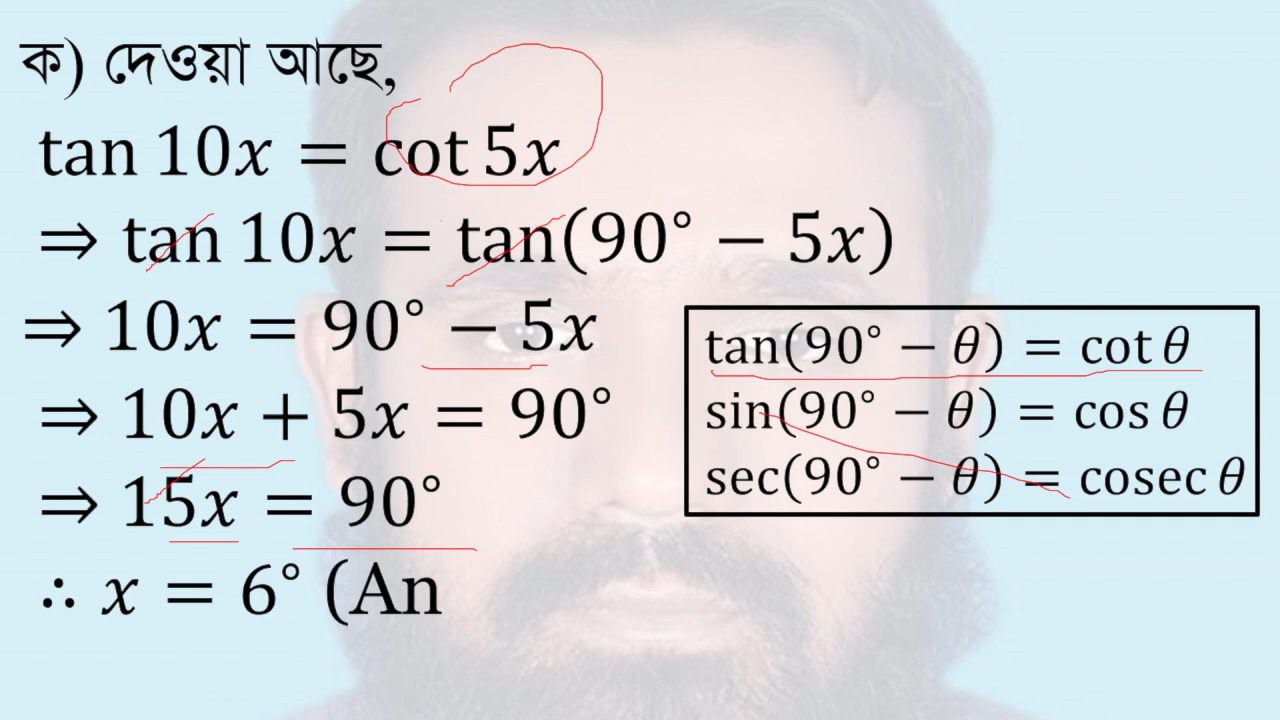 ক) দেওয়া আছে,
tan 10x = cot 5x
⇒ tan 10x = tan(90° − 5x)
⇒ 10x = 90° − 5x
⇒ 10x + 5x = 90°
⇒ 15x = 90°
∴ x = 6° (An
tan(90° − θ) = cot θ
sin(90° − θ) = cos θ
sec(90° − θ) = cosec θ